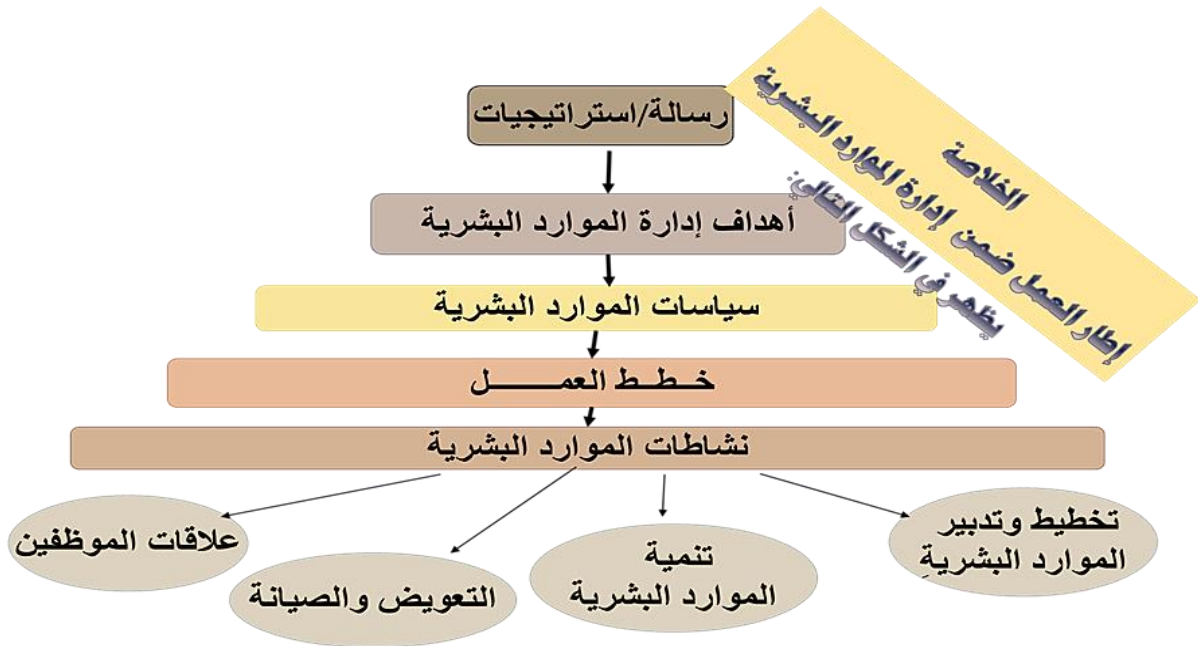 الخلاصة
إطار العمل ضمن إدارة الموارد البشرية
يظهر في الشكل التالي:
رسالة/استراتيجيات
أهداف إدارة الموارد البشرية
سياسات الموارد البشرية
خـطـط العمـــــل
نشاطات الموارد البشرية
تخطيط وتدبير
الموارد البشريةِ
تنمية
الموارد البشرية
التعويض والصيانة
علاقات الموظفين